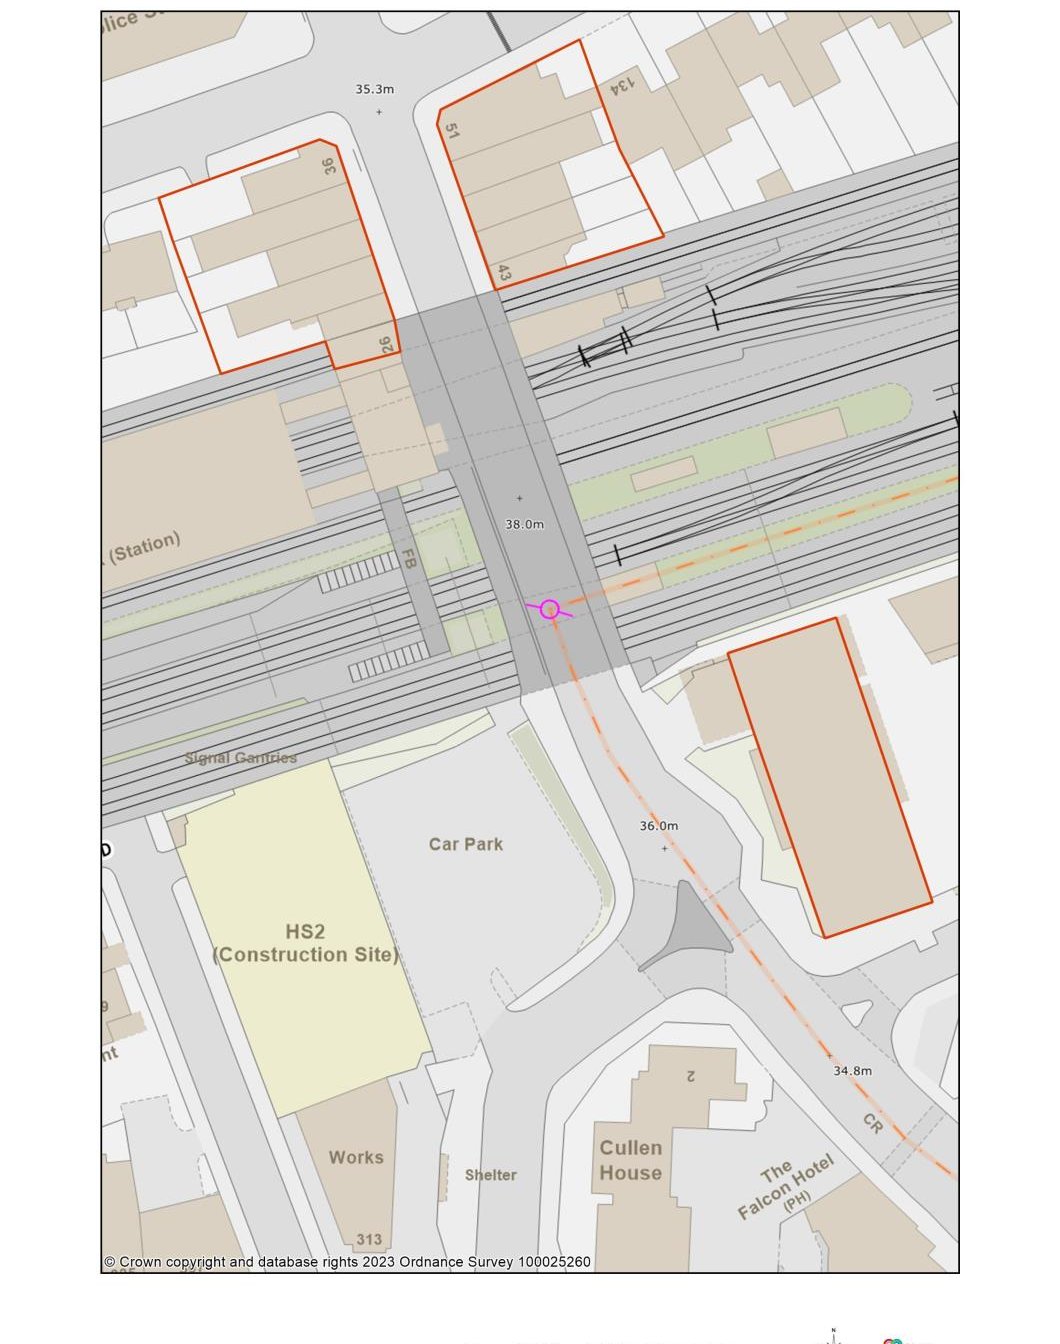 35.3m
134
51
36
43
26
38.0m
(Station)
FB
Signal Gantries
36.0m
D
Car Park
HS2
(Construction Site)
9
nt
34.8m
2
CR
Cullen
House
Works
Shelter
The
Falcon Hotel
(PH)
313
© Crown copyright and database rights 2023 Ordnance Survey 100025260
N